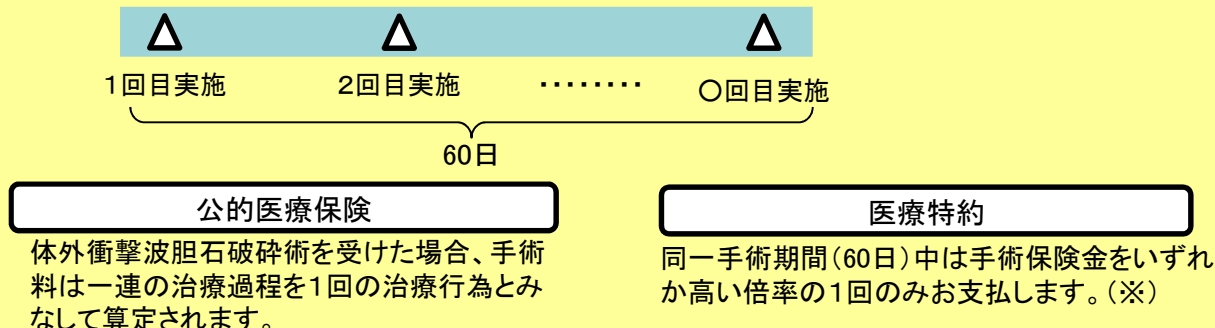 1回目実施 2回目実施 ・・・・・・・・ ○回目実施
60日
公的医療保険
体外衝撃波胆石破砕術を受けた場合、手術
料は一連の治療過程を1回の治療行為とみ
なして算定されます。
医療特約
同一手術期間(60日)中は手術保険金をいずれ
か高い倍率の1回のみお支払します。(※)